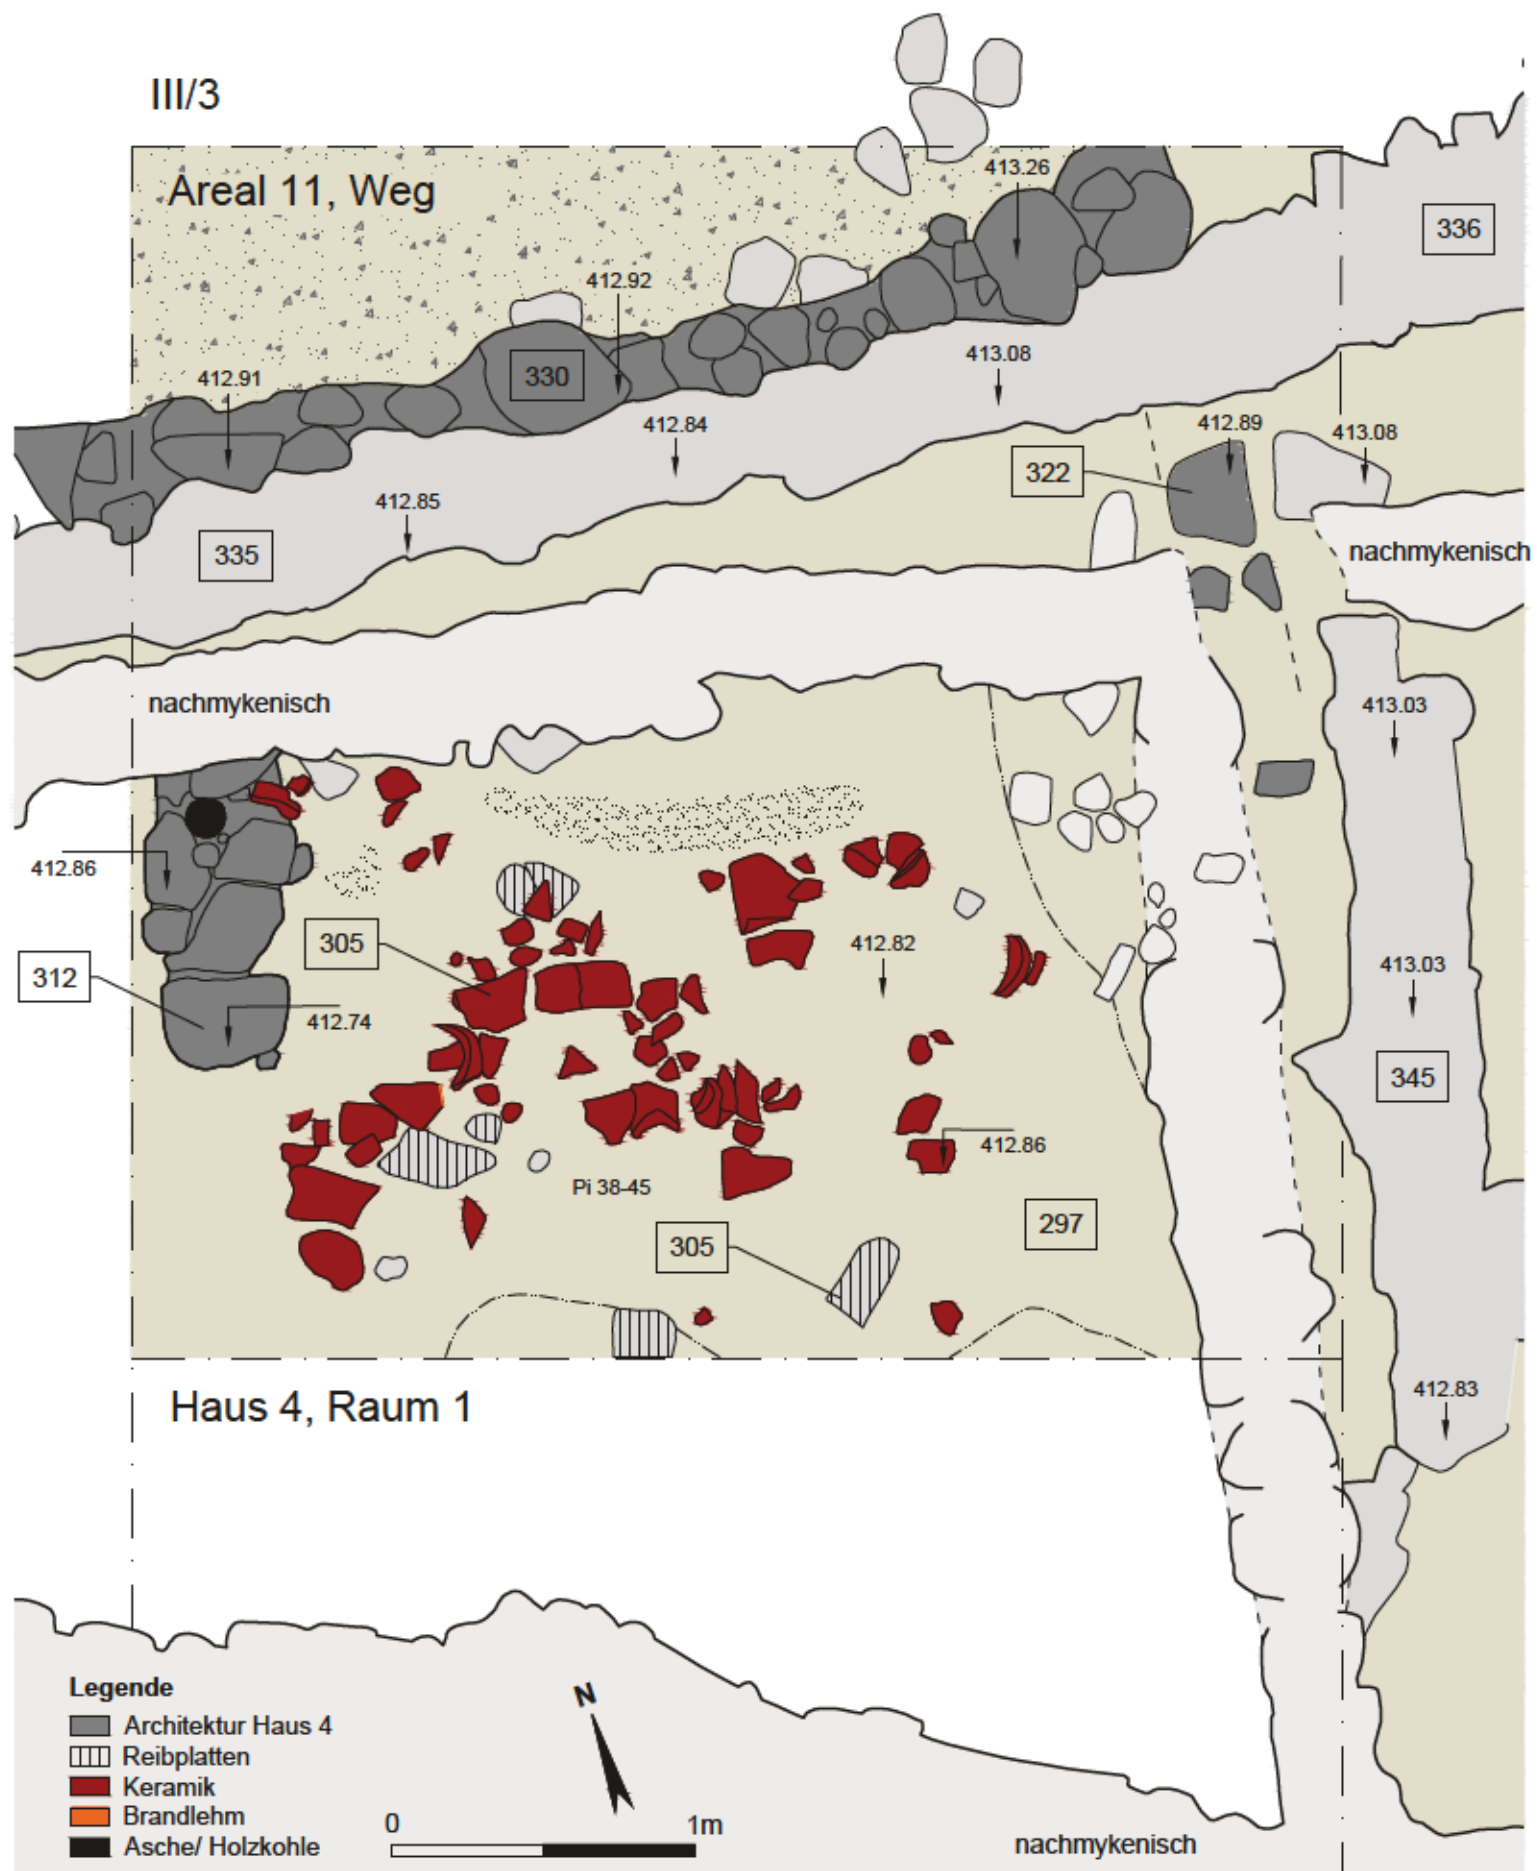 III/3
Areal 11, Weg
413.26
336
412.92
330
413.08
412.91
412.84
412.89
413.08
322
412.85
335
nachmykenisch
nachmykenisch
413.03
412.86
305
412.82
413.03
312
412.74
345
412.86
Pi 38-45
297
305
Haus 4, Raum 1
412.83
Legende
Architektur Haus 4
Reibplatten
Keramik
Brandlehm
Asche/ Holzkohle
N
0
1m
nachmykenisch